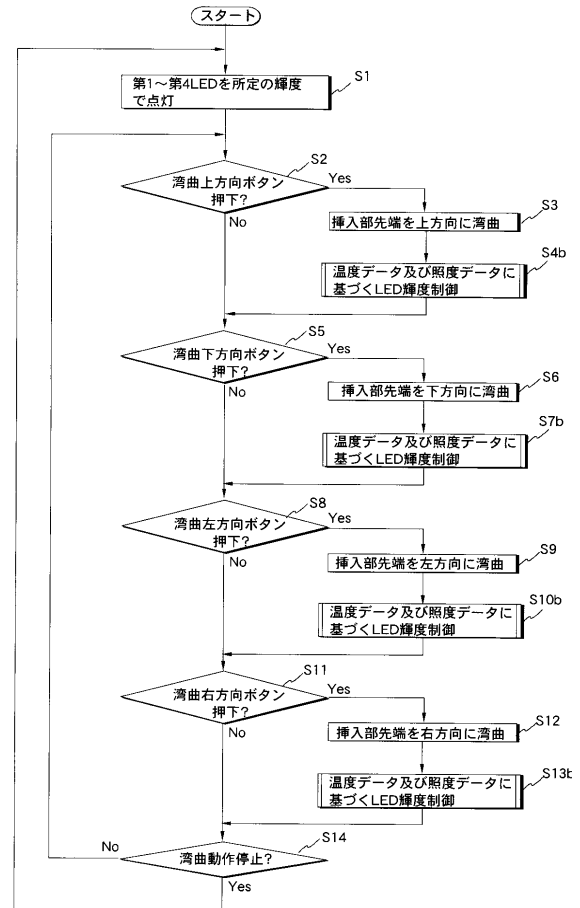 スタート
第1〜第4LEDを所定の輝度
で点灯
S1
湾曲上方向ボタン
押下?
S2
Yes
No
挿入部先端を上方向に湾曲
S3
温度データ及び照度データに
基づくLED輝度制御
S4b
湾曲下方向ボタン
押下?
S5
Yes
No
挿入部先端を下方向に湾曲
S6
温度データ及び照度データに
基づくLED輝度制御
S7b
湾曲左方向ボタン
押下?
S8
Yes
No
挿入部先端を左方向に湾曲
S9
温度データ及び照度データに
基づくLED輝度制御
S10b
湾曲右方向ボタン
押下?
S11
Yes
No
挿入部先端を右方向に湾曲
S12
温度データ及び照度データに
基づくLED輝度制御
S13b
湾曲動作停止?
S14
No
Yes